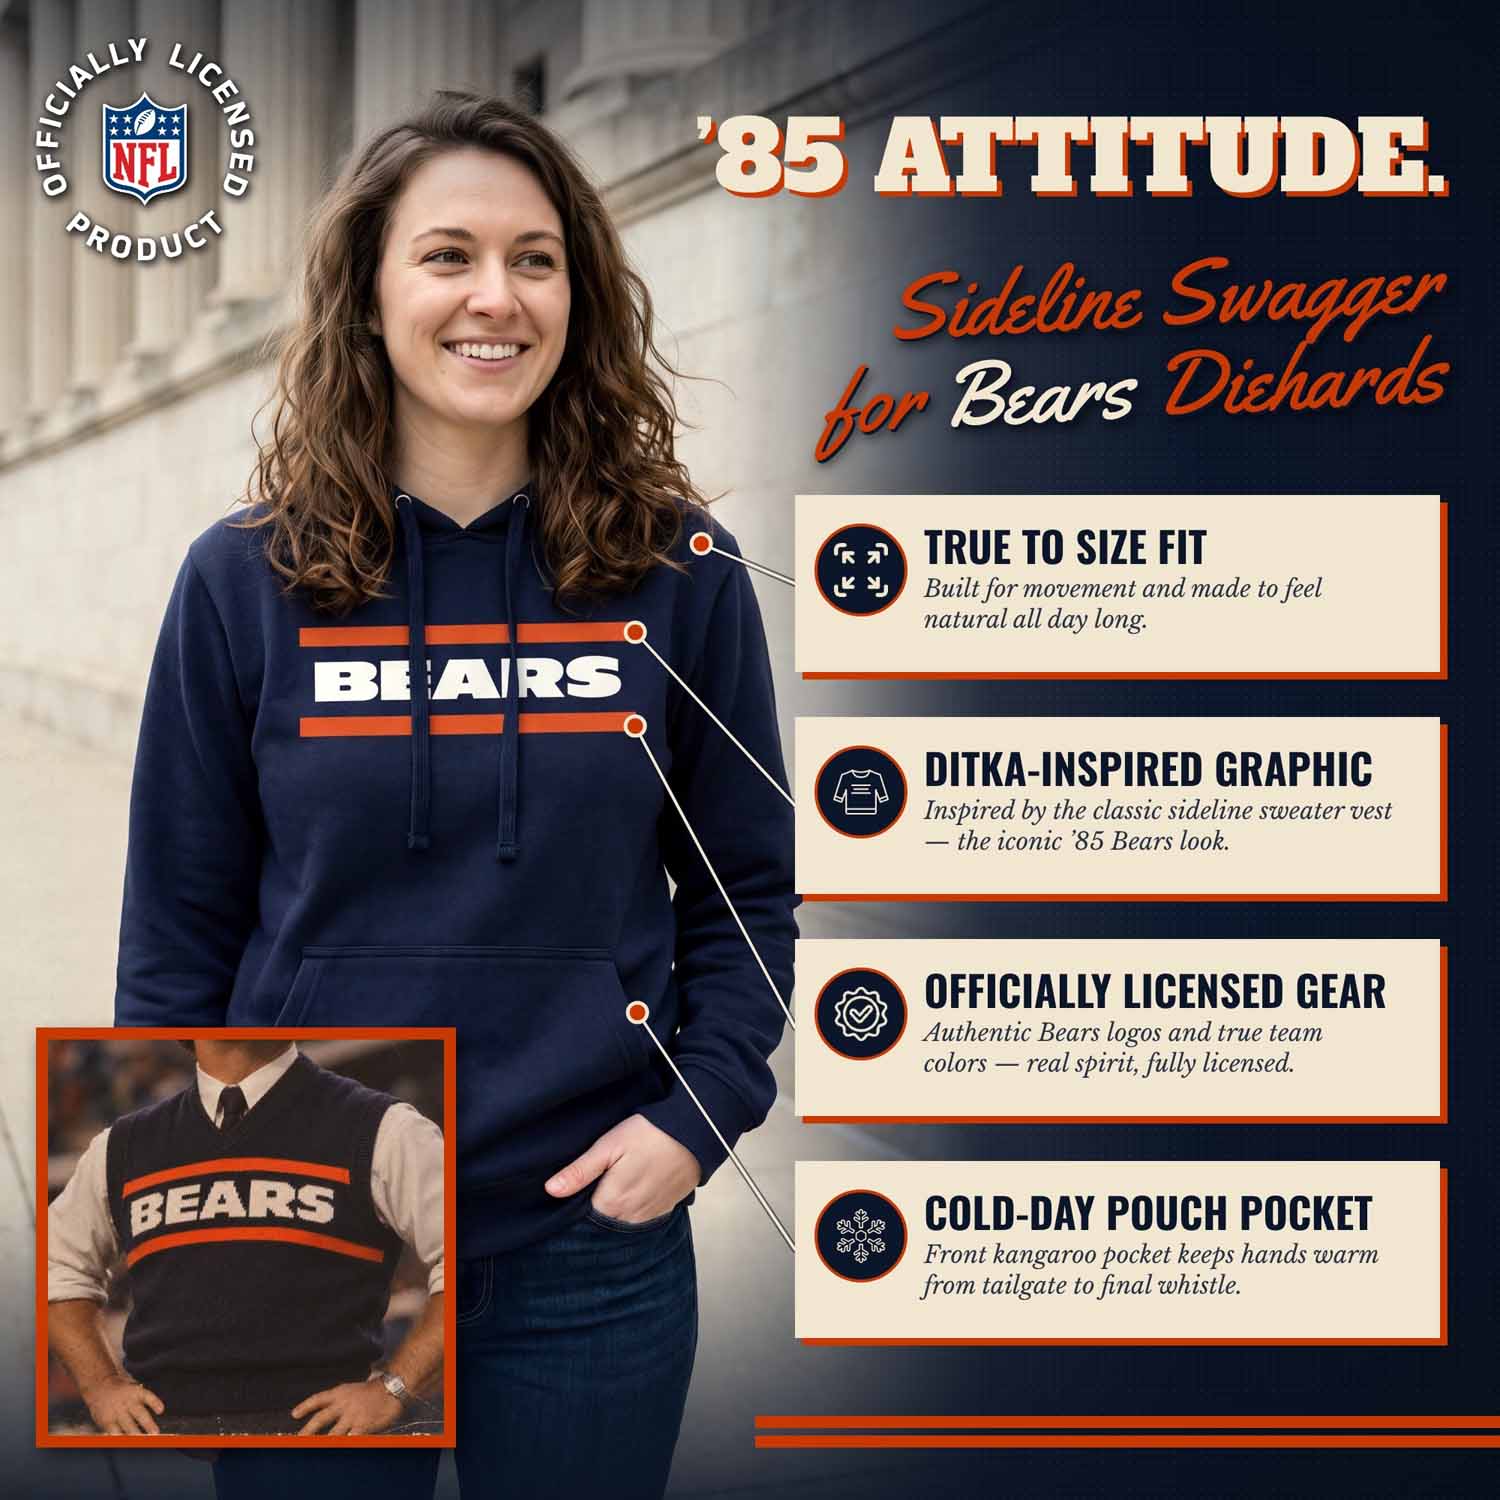 OFFICIALLY LICENSED
NFL
PRODUCT
’85 ATTITUDE.
Sideline Swagger
for Bears Diehards
BEARS
TRUE TO SIZE FIT
Built for movement and made to feel
natural all day long.
DITKA-INSPIRED GRAPHIC
Inspired by the classic sideline sweater vest
— the iconic ’85 Bears look.
OFFICIALLY LICENSED GEAR
Authentic Bears logos and true team
colors — real spirit, fully licensed.
COLD-DAY POUCH POCKET
Front kangaroo pocket keeps hands warm
from tailgate to final whistle.
BEARS